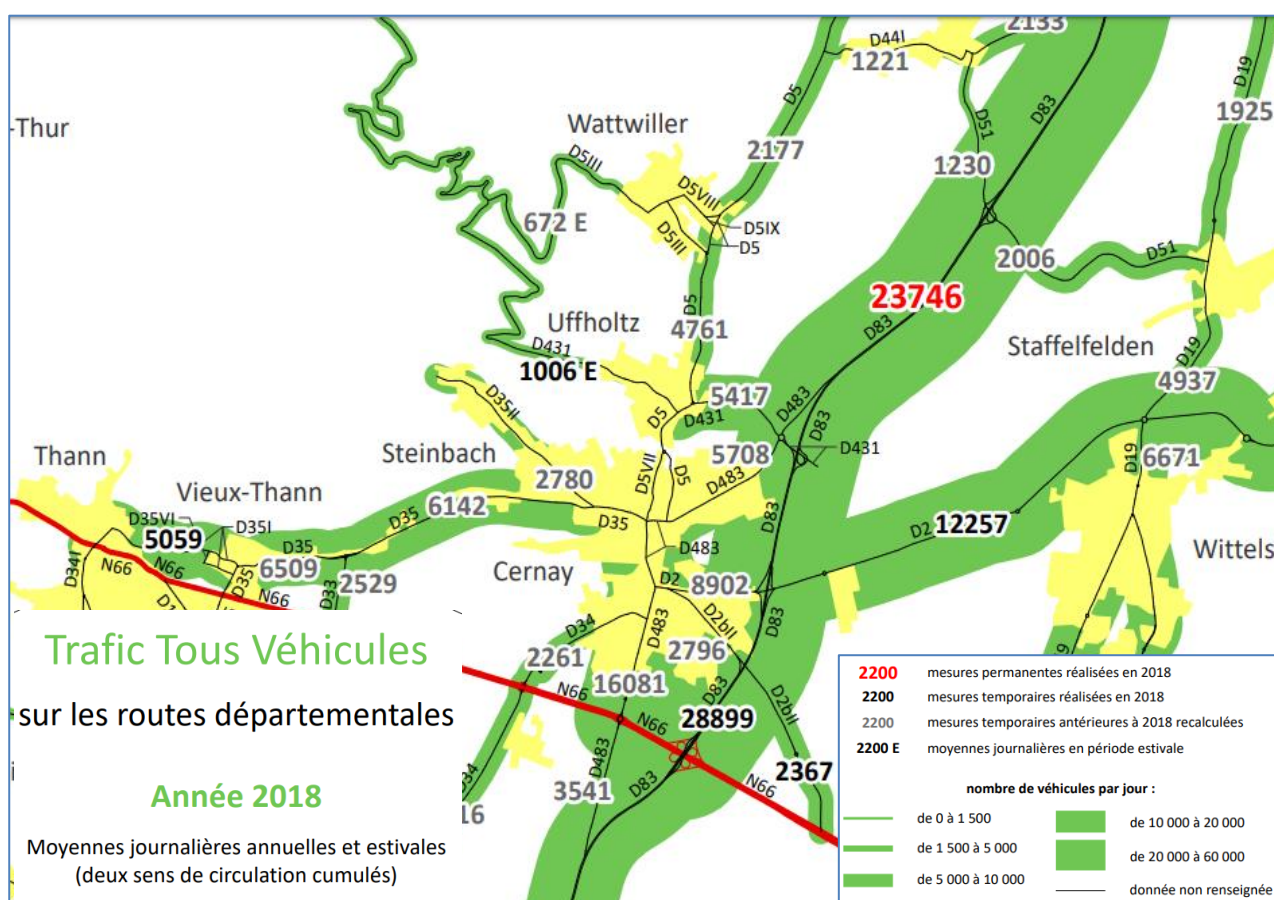 2133
D44I
1221
D19
D5
D83
1925
-Thur
Wattwiller
D51
2177
D5III
1230
D5VIII
672 E
D5IX
D5III
D5
2006
D51
23746
D5
Uffholtz
4761
D83
Staffelfelden
D431
D19
1006 E
4937
5417
D483
D35II
D5
D431
D83
Steinbach
5708
D431
Thann
D19
6671
2780
D5VII
D5
D483
Vieux-Thann
6142
D35VI
D35I
D35
D35
D83
D2
12257
5059
D35
D483
Wittels
D34I
N66
N66
6509
Cernay
D2
8902
D35
N66
D33
2529
D1
D2bII
D83
D34
D483
Trafic Tous Véhicules
2261
2796
N66
16081
D83
sur les routes départementales
N66
28899
D2bII
9
Année 2018
D34
D483
3541
D83
2367
N66
16
Moyennes journalières annuelles et estivales
(deux sens de circulation cumulés)
2200 mesures permanentes réalisées en 2018
2200 mesures temporaires réalisées en 2018
2200 mesures temporaires antérieures à 2018 recalculées
2200 E moyennes journalières en période estivale
nombre de véhicules par jour :
de 0 à 1 500
de 10 000 à 20 000
de 1 500 à 5 000
de 20 000 à 60 000
de 5 000 à 10 000
donnée non renseignée